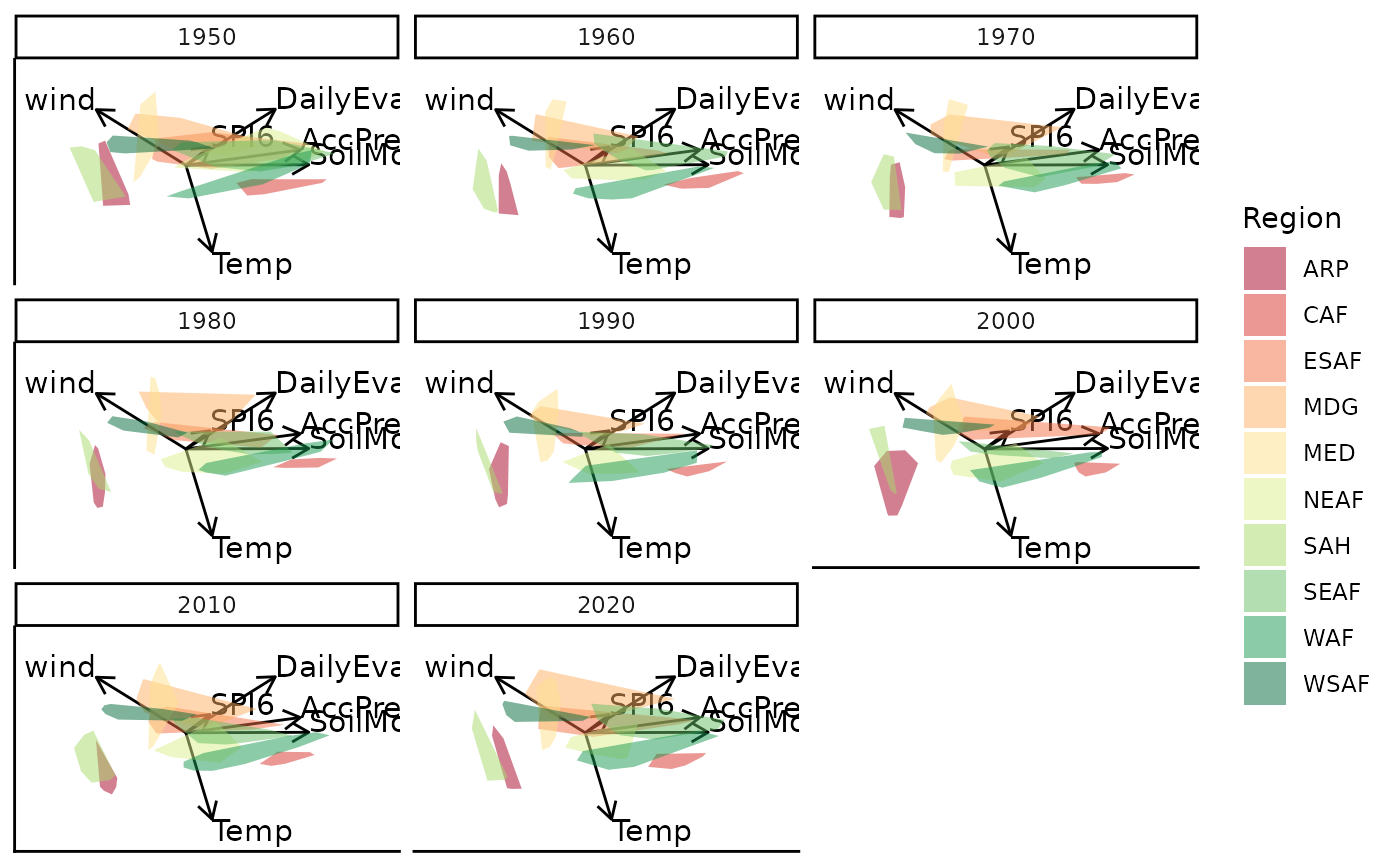 1950
1960
1970
wind
DailyEva
SPI6
AccPre
SoilMo
Temp
wind
DailyEva
SPI6
AccPre
SoilMo
Temp
wind
DailyEva
SPI6
AccPre
SoilMo
Temp
1980
1990
2000
wind
DailyEva
SPI6
AccPre
SoilMo
Temp
wind
DailyEva
SPI6
AccPre
SoilMo
Temp
wind
DailyEva
SPI6
AccPre
SoilMo
Temp
2010
2020
wind
DailyEva
SPI6
AccPre
SoilMo
Temp
wind
DailyEva
SPI6
AccPre
SoilMo
Temp
Region
ARP
CAF
ESAF
MDG
MED
NEAF
SAH
SEAF
WAF
WSAF